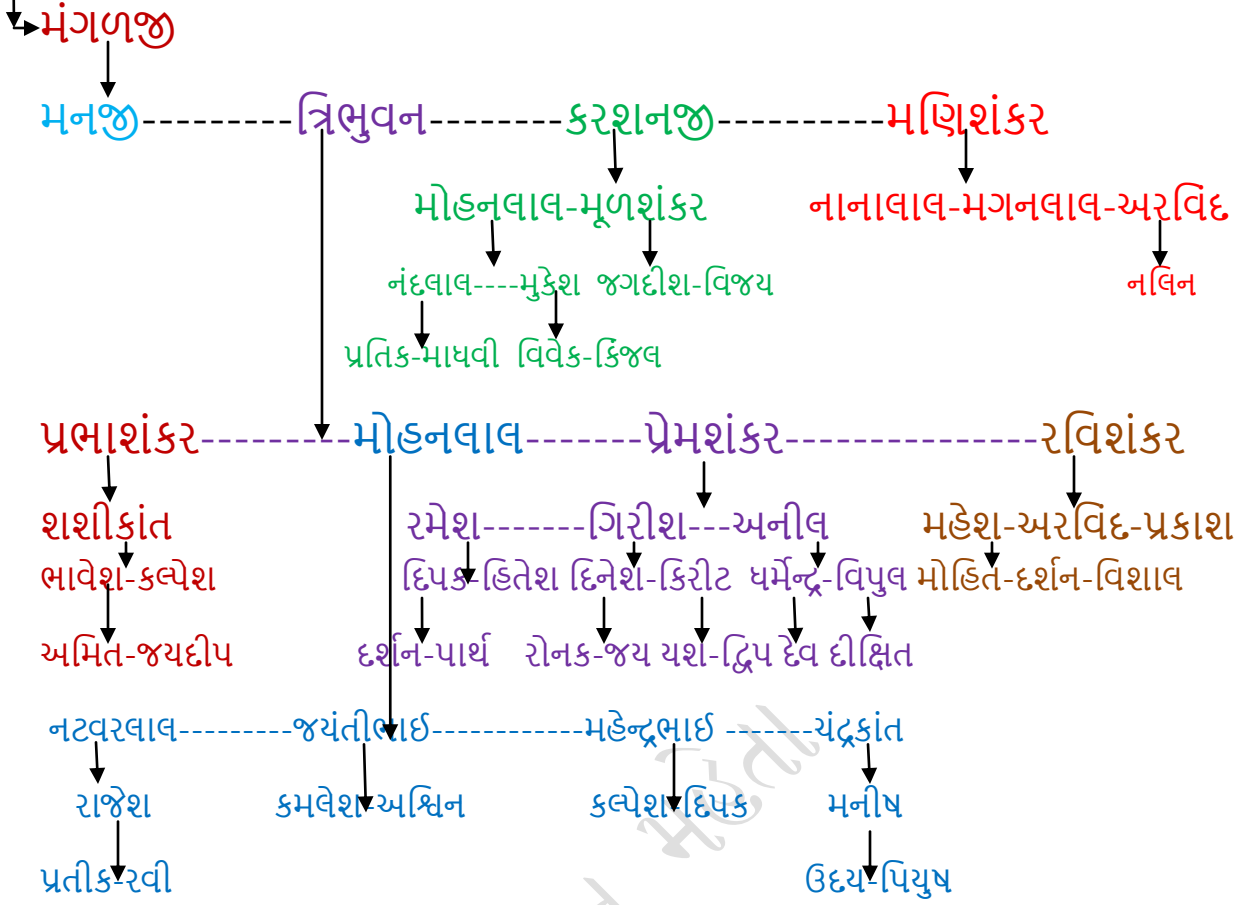 મંગળજી
મનજી---------ત્રિભુવન--------કરશનજી----------મણિશંકર
મોહનલાલ-મૂળશંકર નાનાલાલ-મગનલાલ-અરવિંદ
નંદલાલ----મુકેશ જગદીશ-વિજય નલિન
પ્રતિક-માધવી વિવેક-કિંજલ
પ્રભાશંકર---------મોહનલાલ-------પ્રેમશંકર---------------રવિશંકર
શશીકાંત રમેશ-------ગિરીશ---અનીલ મહેશ-અરવિંદ-પ્રકાશ
ભાવેશ-કલ્પેશ દિપક-હિતેશ દિનેશ-કિરીટ ધર્મેન્દ્ર-વિપુલ મોહિત-દર્શન-વિશાલ
અમિત-જયદીપ દર્શન-પાર્થ રોનક-જય યશ-દ્વિપ દેવ દીક્ષિત
નટવરલાલ---------જયંતીભાઈ------------મહેન્દ્રભાઈ -------ચંદ્રકાંત
રાજેશ કમલેશ-અશ્વિન કલ્પેશ-દિપક મનીષ
પ્રતીક-રવી ઉદય-પિયુષ
મહેતા